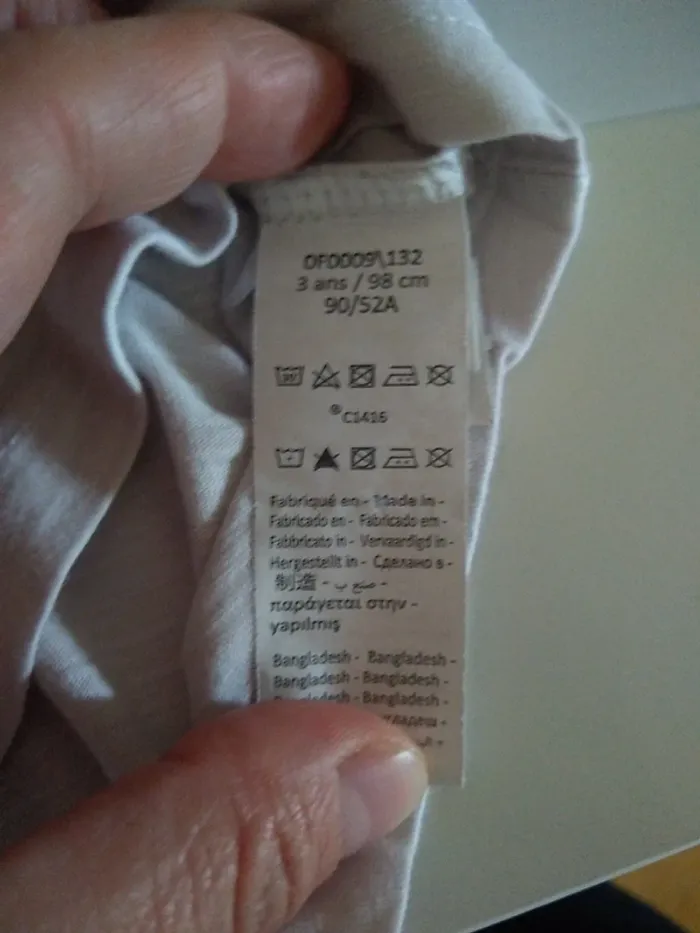 0F0009\132
3 ans / 98 cm
90/52A
®C1416
Fabriqué en - Made in -
Fabricado en - Fabricado em -
Fabbricato in - Vervaardigd in -
Hergestellt in - Сделано в -
制造 - صنع ب -
παράγεται στην -
yapılmış
Bangladesh - Bangladesh -
Bangladesh - Bangladesh -
Bangladesh - Bangladesh -